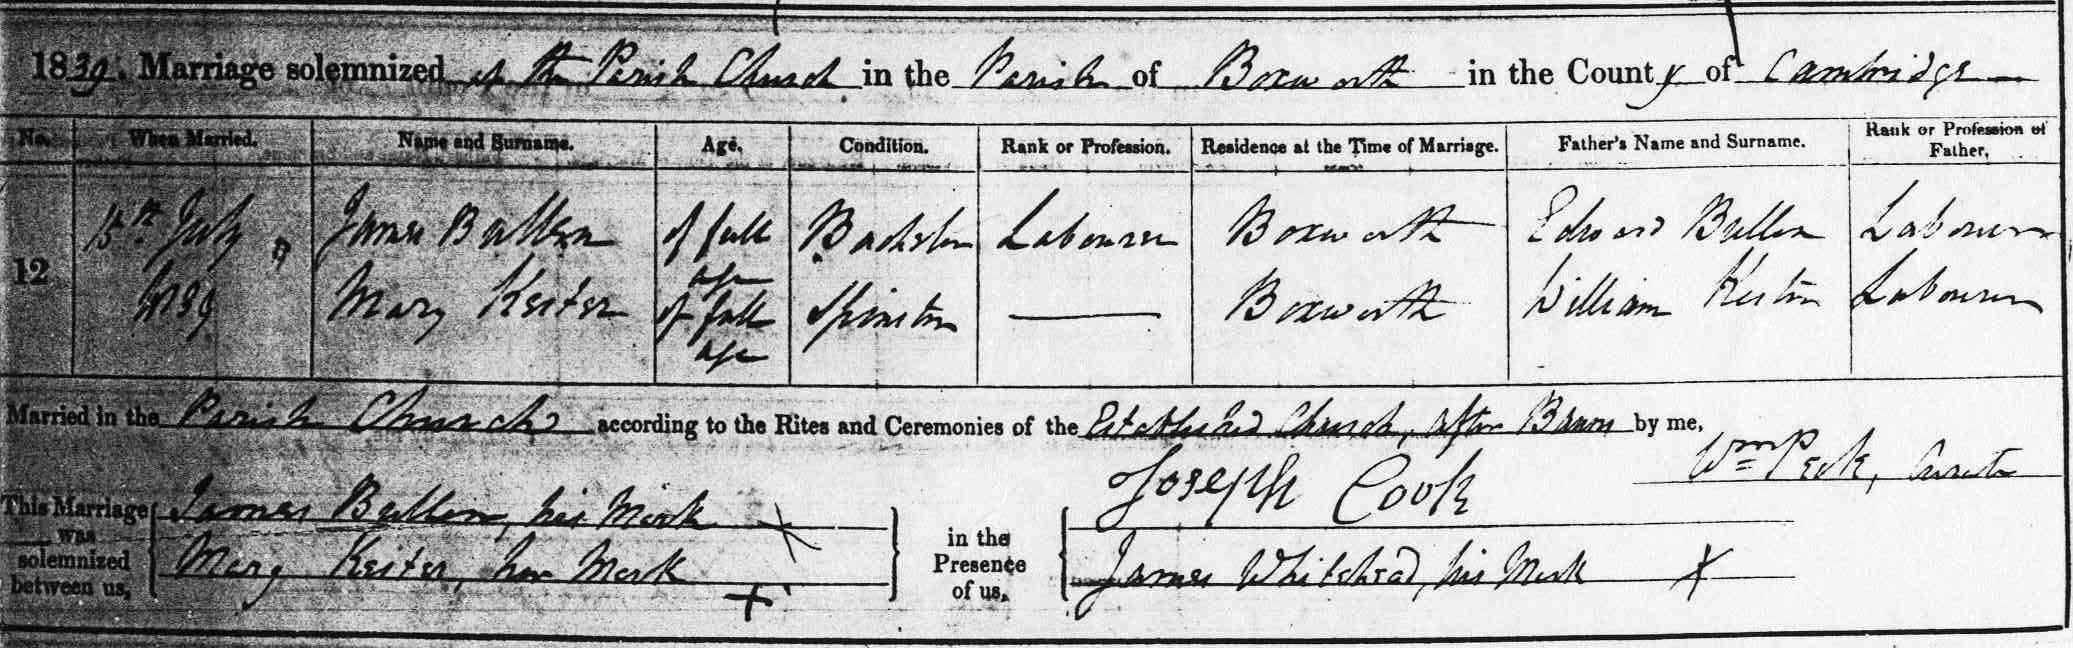 1839. Marriage solemnized at the Parish Church in the Parish of Boxworth in the County of Cambridge
No. When Married. Name and Surname. Age. Condition. Rank or Profession. Residence at the Time of Marriage. Father's Name and Surname. Rank or Profession of Father.
12 15th July James Bullen of full age Bachelor Labourer Boxworth Edward Bullen Labourer
1839 Mary Kester of full age Spinster Boxworth William Kester Labourer
Married in the Parish Church according to the Rites and Ceremonies of the Established Church, after Banns by me,
Wm Peck, Curate
This Marriage was solemnized between us, James Bullen, his Mark X in the Presence of us, Joseph Cook
Mary Kester, her Mark X James Whitehead, his Mark X